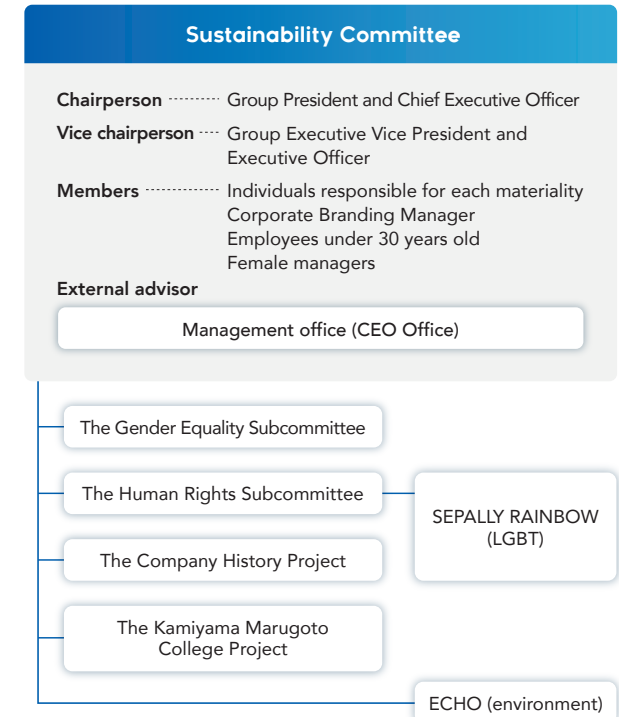 Sustainability Committee
Chairperson ········· Group President and Chief Executive Officer
Vice chairperson ···· Group Executive Vice President and
Executive Officer
Members ············· Individuals responsible for each materiality
Corporate Branding Manager
Employees under 30 years old
Female managers
External advisor
Management office (CEO Office)
The Gender Equality Subcommittee
The Human Rights Subcommittee
SEPALLY RAINBOW
(LGBT)
The Company History Project
The Kamiyama Marugoto
College Project
ECHO (environment)